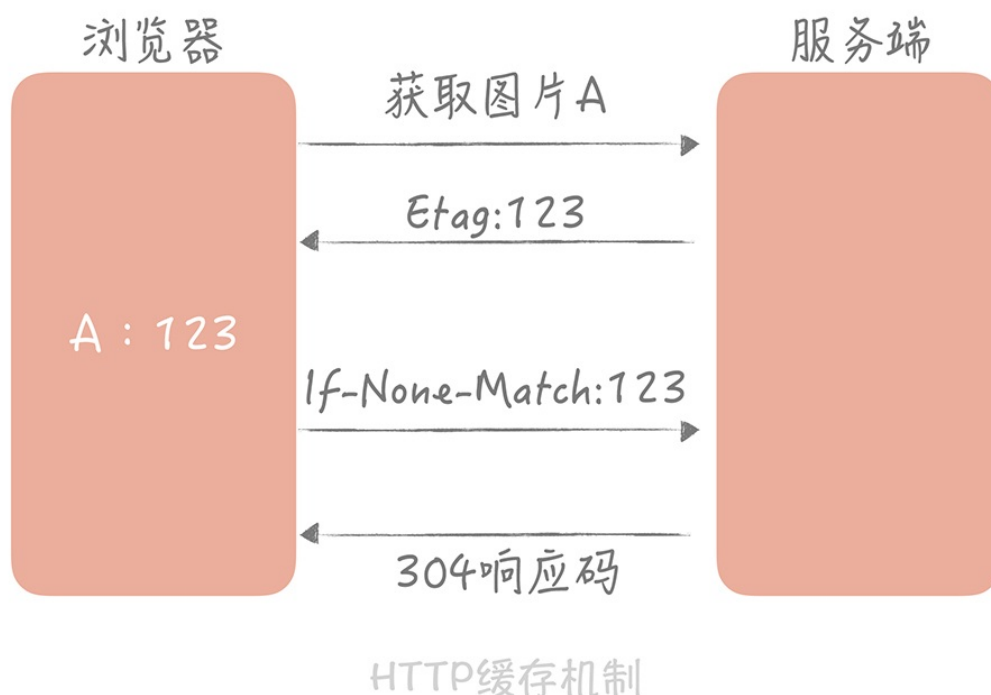 浏览器
服务端
获取图片A
Etag:123
A:123
If-None-Match:123
304响应码
HTTP缓存机制